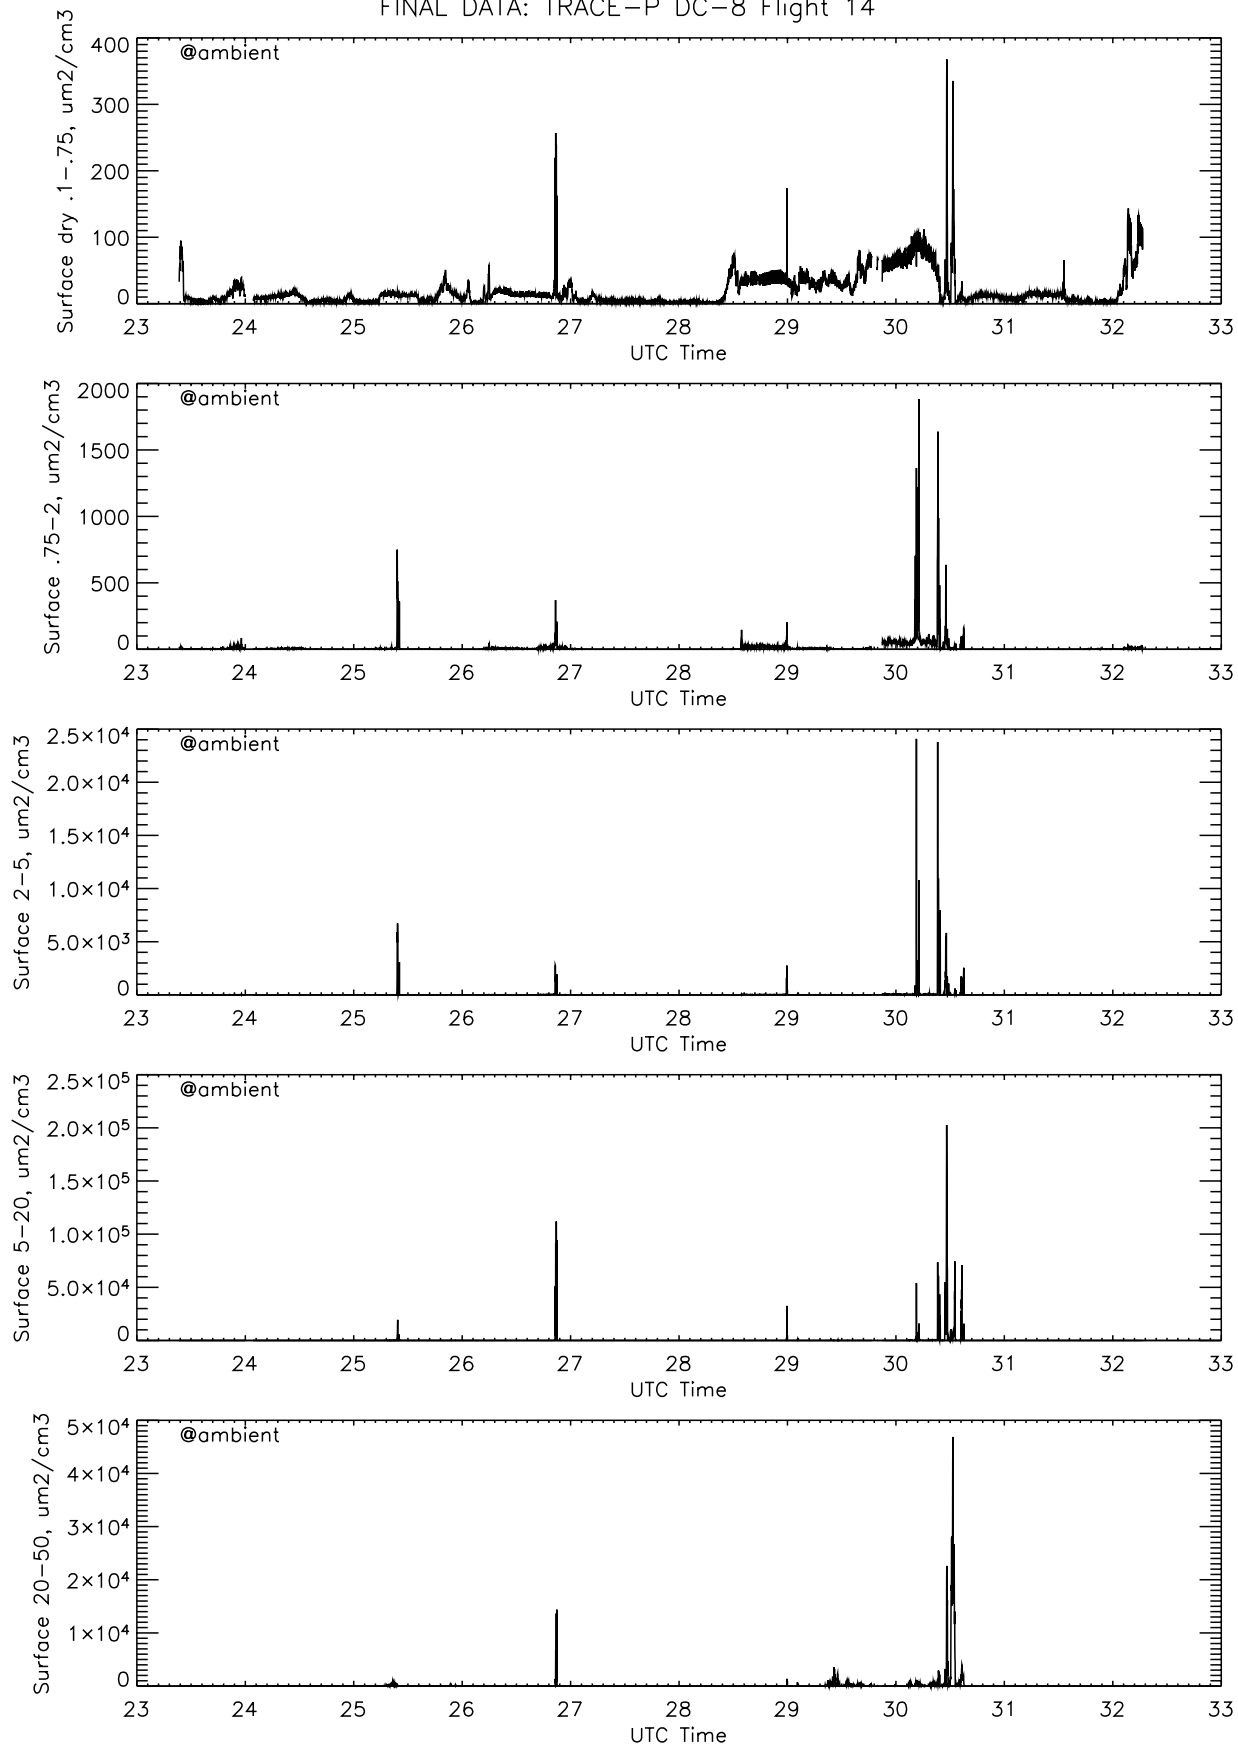 FINAL DATA: TRACE-P DC-8 Flight 14
Surface dry .1-.75, um2/cm3
@ambient
400
300
200
100
0
23 24 25 26 27 28 29 30 31 32 33
UTC Time
Surface .75-2, um2/cm3
@ambient
2000
1500
1000
500
0
23 24 25 26 27 28 29 30 31 32 33
UTC Time
Surface 2-5, um2/cm3
@ambient
2.5×10⁴
2.0×10⁴
1.5×10⁴
1.0×10⁴
5.0×10³
0
23 24 25 26 27 28 29 30 31 32 33
UTC Time
Surface 5-20, um2/cm3
@ambient
2.5×10⁵
2.0×10⁵
1.5×10⁵
1.0×10⁵
5.0×10⁴
0
23 24 25 26 27 28 29 30 31 32 33
UTC Time
Surface 20-50, um2/cm3
@ambient
5×10⁴
4×10⁴
3×10⁴
2×10⁴
1×10⁴
0
23 24 25 26 27 28 29 30 31 32 33
UTC Time